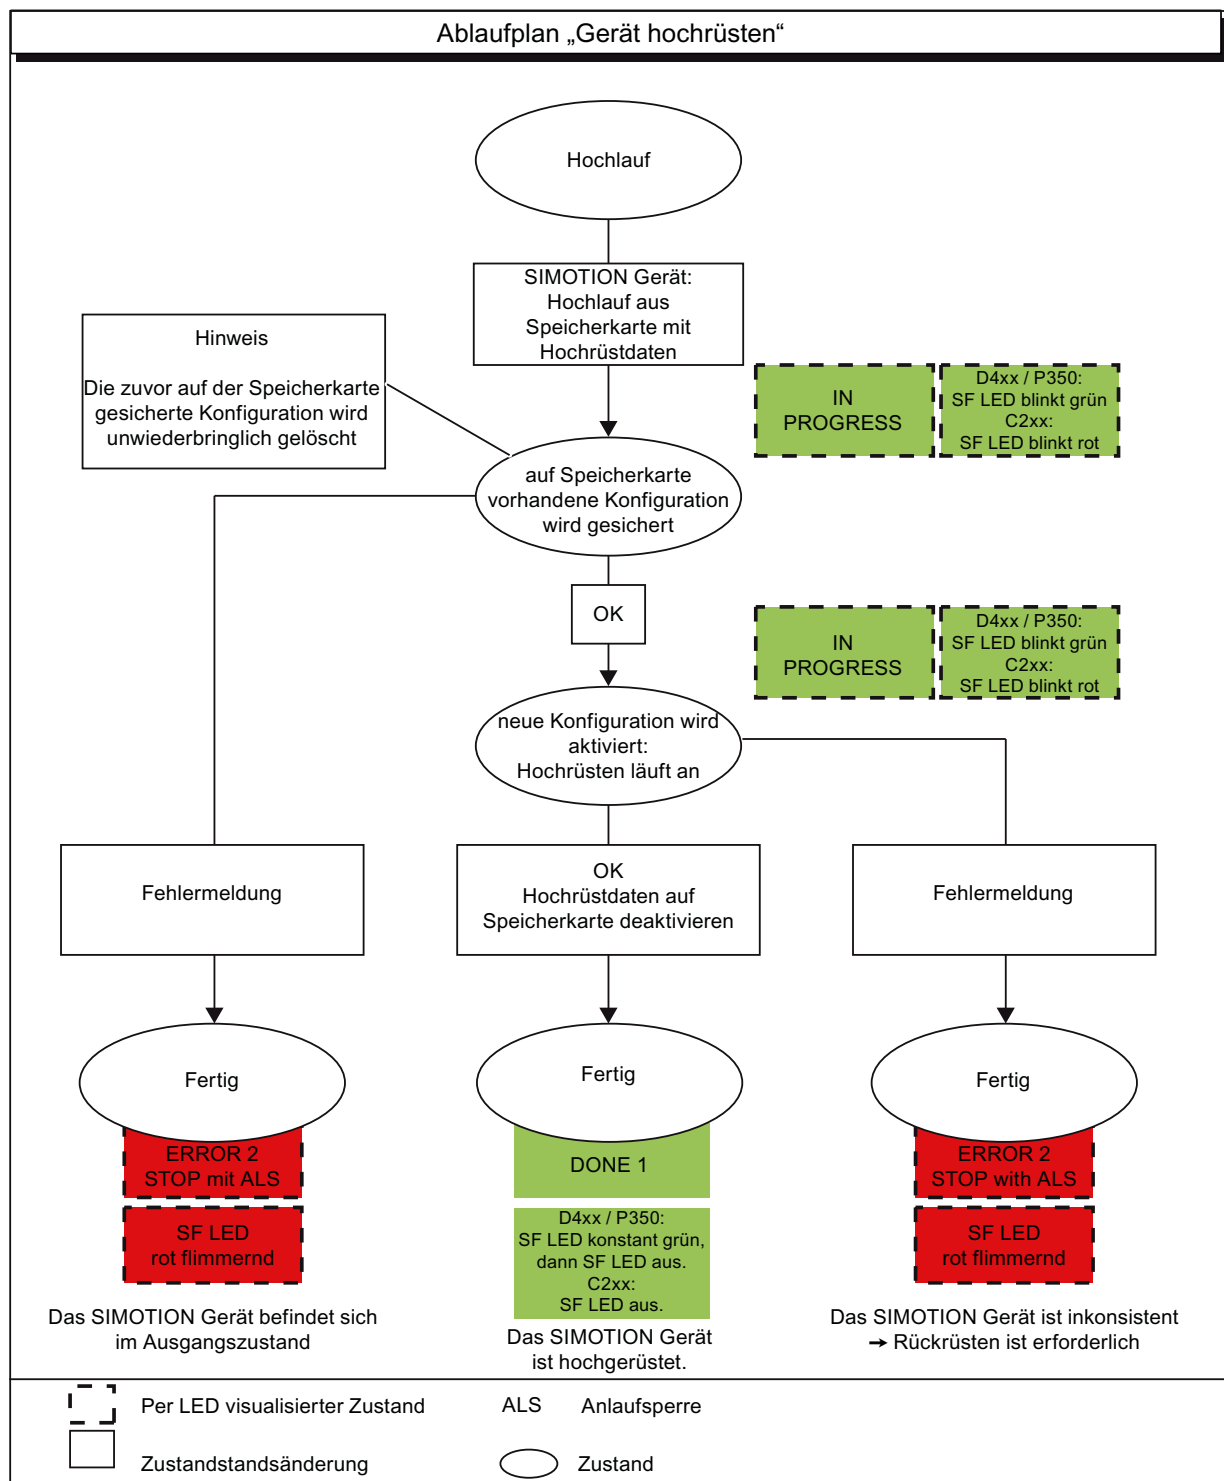 Ablaufplan „Gerät hochrüsten“
Hochlauf
SIMOTION Gerät:
Hochlauf aus
Speicherkarte mit
Hochrüstdaten
Hinweis
Die zuvor auf der Speicherkarte
gesicherte Konfiguration wird
unwiederbringlich gelöscht
IN
PROGRESS
D4xx / P350:
SF LED blinkt grün
C2xx:
SF LED blinkt rot
auf Speicherkarte
vorhandene Konfiguration
wird gesichert
OK
IN
PROGRESS
D4xx / P350:
SF LED blinkt grün
C2xx:
SF LED blinkt rot
neue Konfiguration wird
aktiviert:
Hochrüsten läuft an
Fehlermeldung
OK
Hochrüstdaten auf
Speicherkarte deaktivieren
Fehlermeldung
Fertig
Fertig
Fertig
ERROR 2
STOP mit ALS
SF LED
rot flimmernd
Das SIMOTION Gerät befindet sich
im Ausgangszustand
DONE 1
D4xx / P350:
SF LED konstant grün,
dann SF LED aus.
C2xx:
SF LED aus.
Das SIMOTION Gerät
ist hochgerüstet.
ERROR 2
STOP with ALS
SF LED
rot flimmernd
Das SIMOTION Gerät ist inkonsistent
→ Rückrüsten ist erforderlich
Per LED visualisierter Zustand
ALS Anlaufsperre
Zustandstandsänderung
Zustand